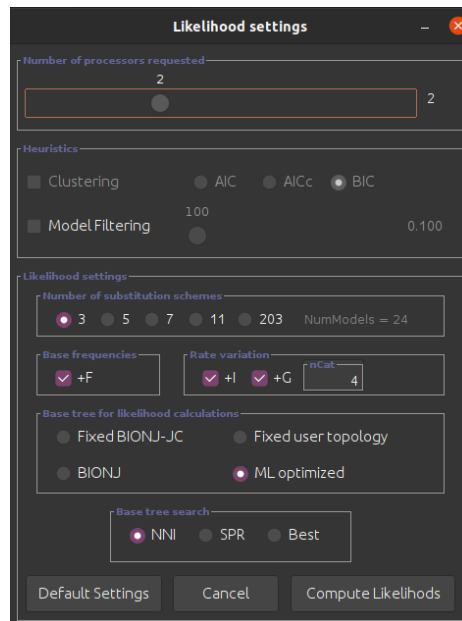 Likelihood settings
Number of processors requested
2
2
Heuristics
Clustering AIC AICc BIC
100
Model Filtering 0.100
Likelihood settings
Number of substitution schemes
3 5 7 11 203 NumModels = 24
Base frequencies Rate variation
nCat
+F +I +G 4
Base tree for likelihood calculations
Fixed BIONJ-JC Fixed user topology
BIONJ ML optimized
Base tree search
NNI SPR Best
Default Settings Cancel Compute Likelihods